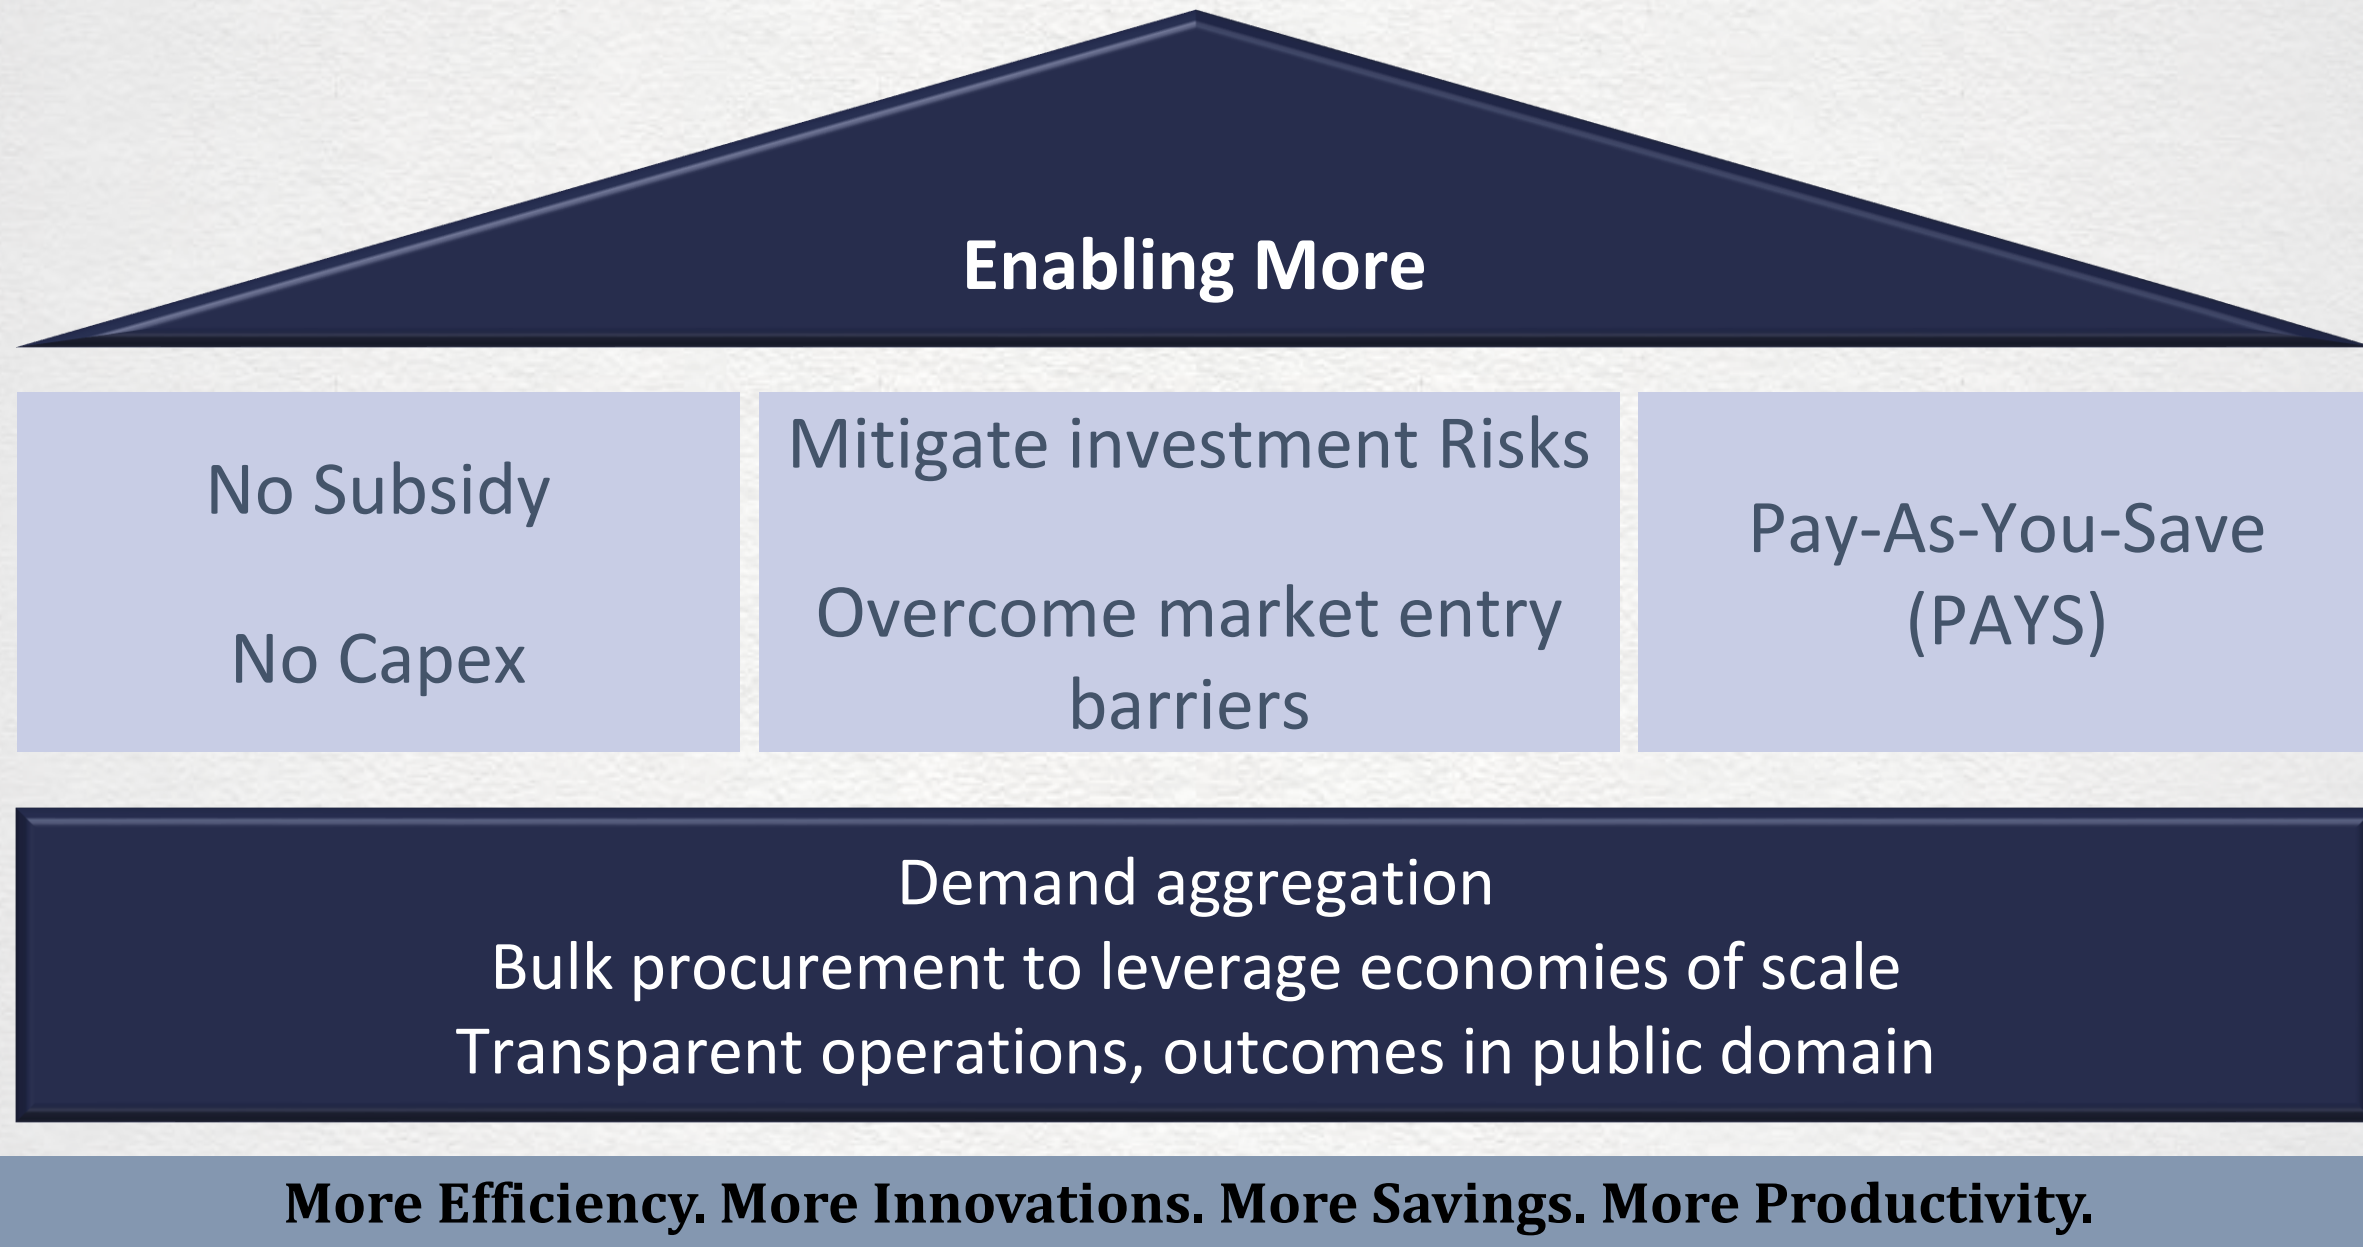 Enabling More
No Subsidy
No Capex
Mitigate investment Risks
Overcome market entry
barriers
Pay-As-You-Save
(PAYS)
Demand aggregation
Bulk procurement to leverage economies of scale
Transparent operations, outcomes in public domain
More Efficiency. More Innovations. More Savings. More Productivity.